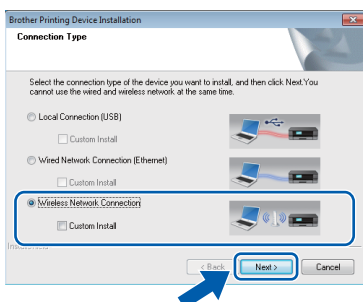 Brother Printing Device Installation
Connection Type
Select the connection type of the device you want to install, and then click Next.You
cannot use the wired and wireless network at the same time.
Local Connection (USB)
Custom Install
Wired Network Connection (Ethernet)
Custom Install
Wireless Network Connection
Custom Install
InstallShield
< Back
Next >
Cancel